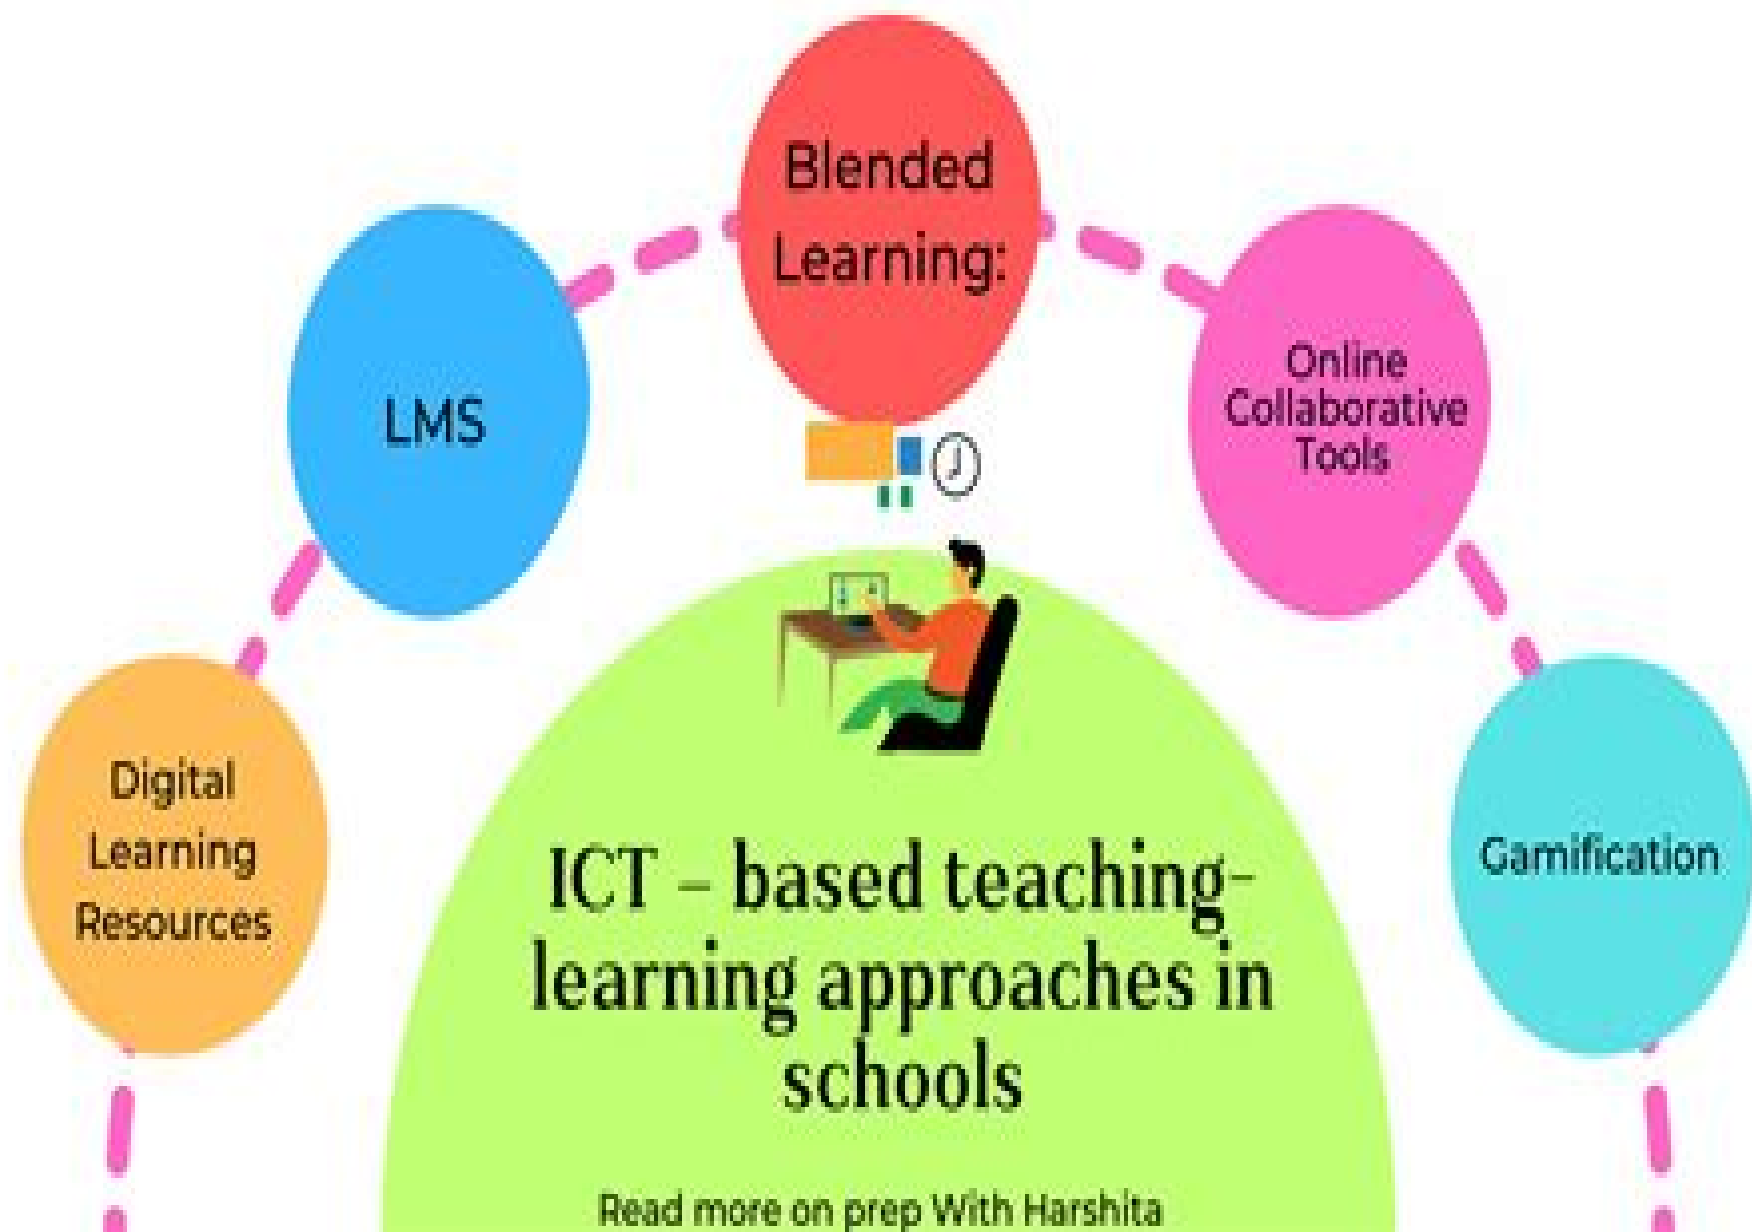 Blended
Learning:
LMS
Online
Collaborative
Tools
Digital
Learning
Resources
Gamification
ICT – based teaching-
learning approaches in
schools
Read more on prep With Harshita